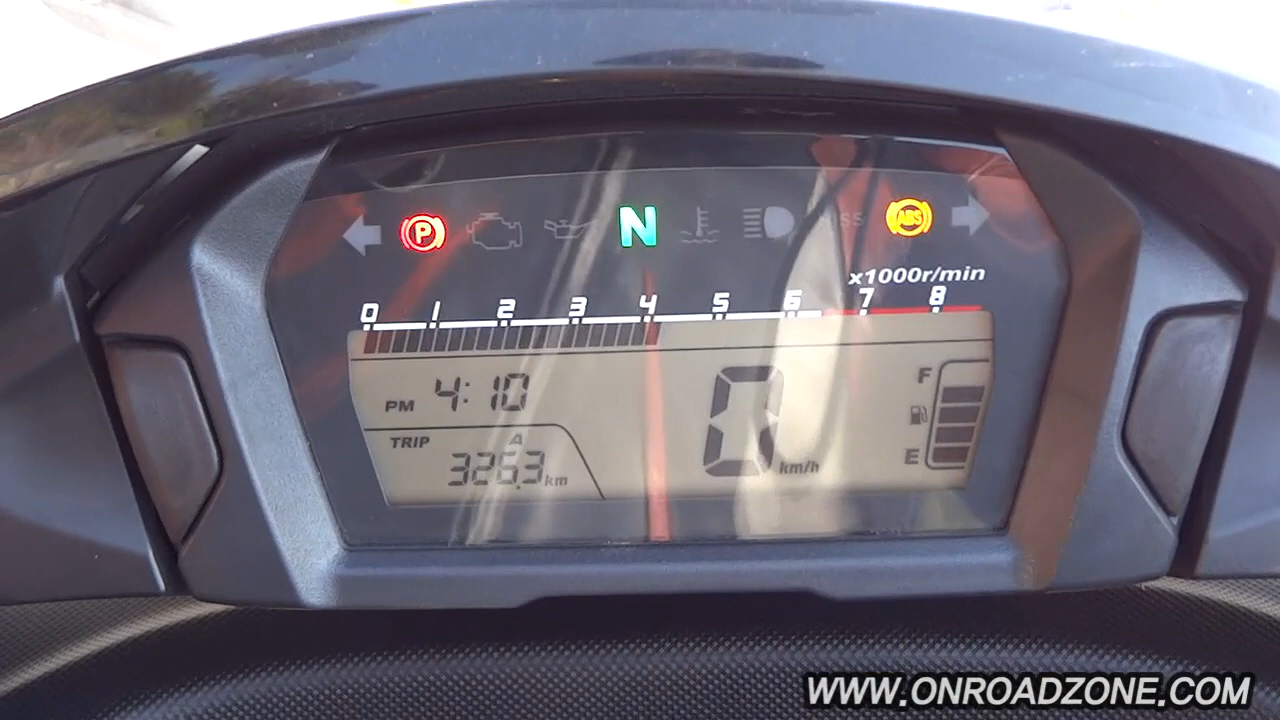 P N SS ABS
x1000r/min
0 1 2 3 4 5 6 7 8
PM 4:10
TRIP A
326.3 km
0 km/h
F
E
WWW.ONROADZONE.COM